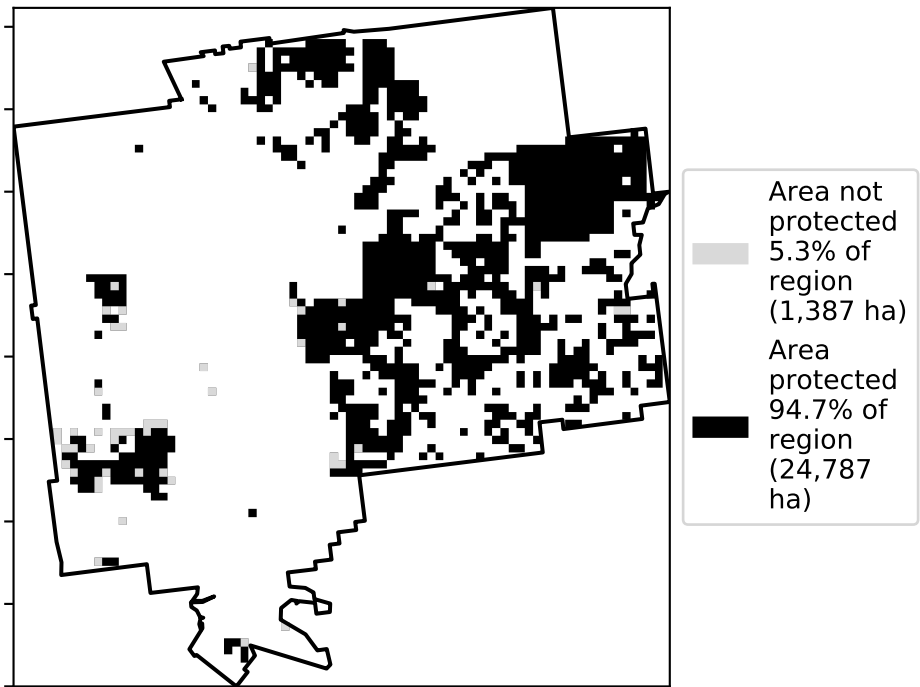 Area not
protected
5.3% of
region
(1,387 ha)
Area
protected
94.7% of
region
(24,787
ha)